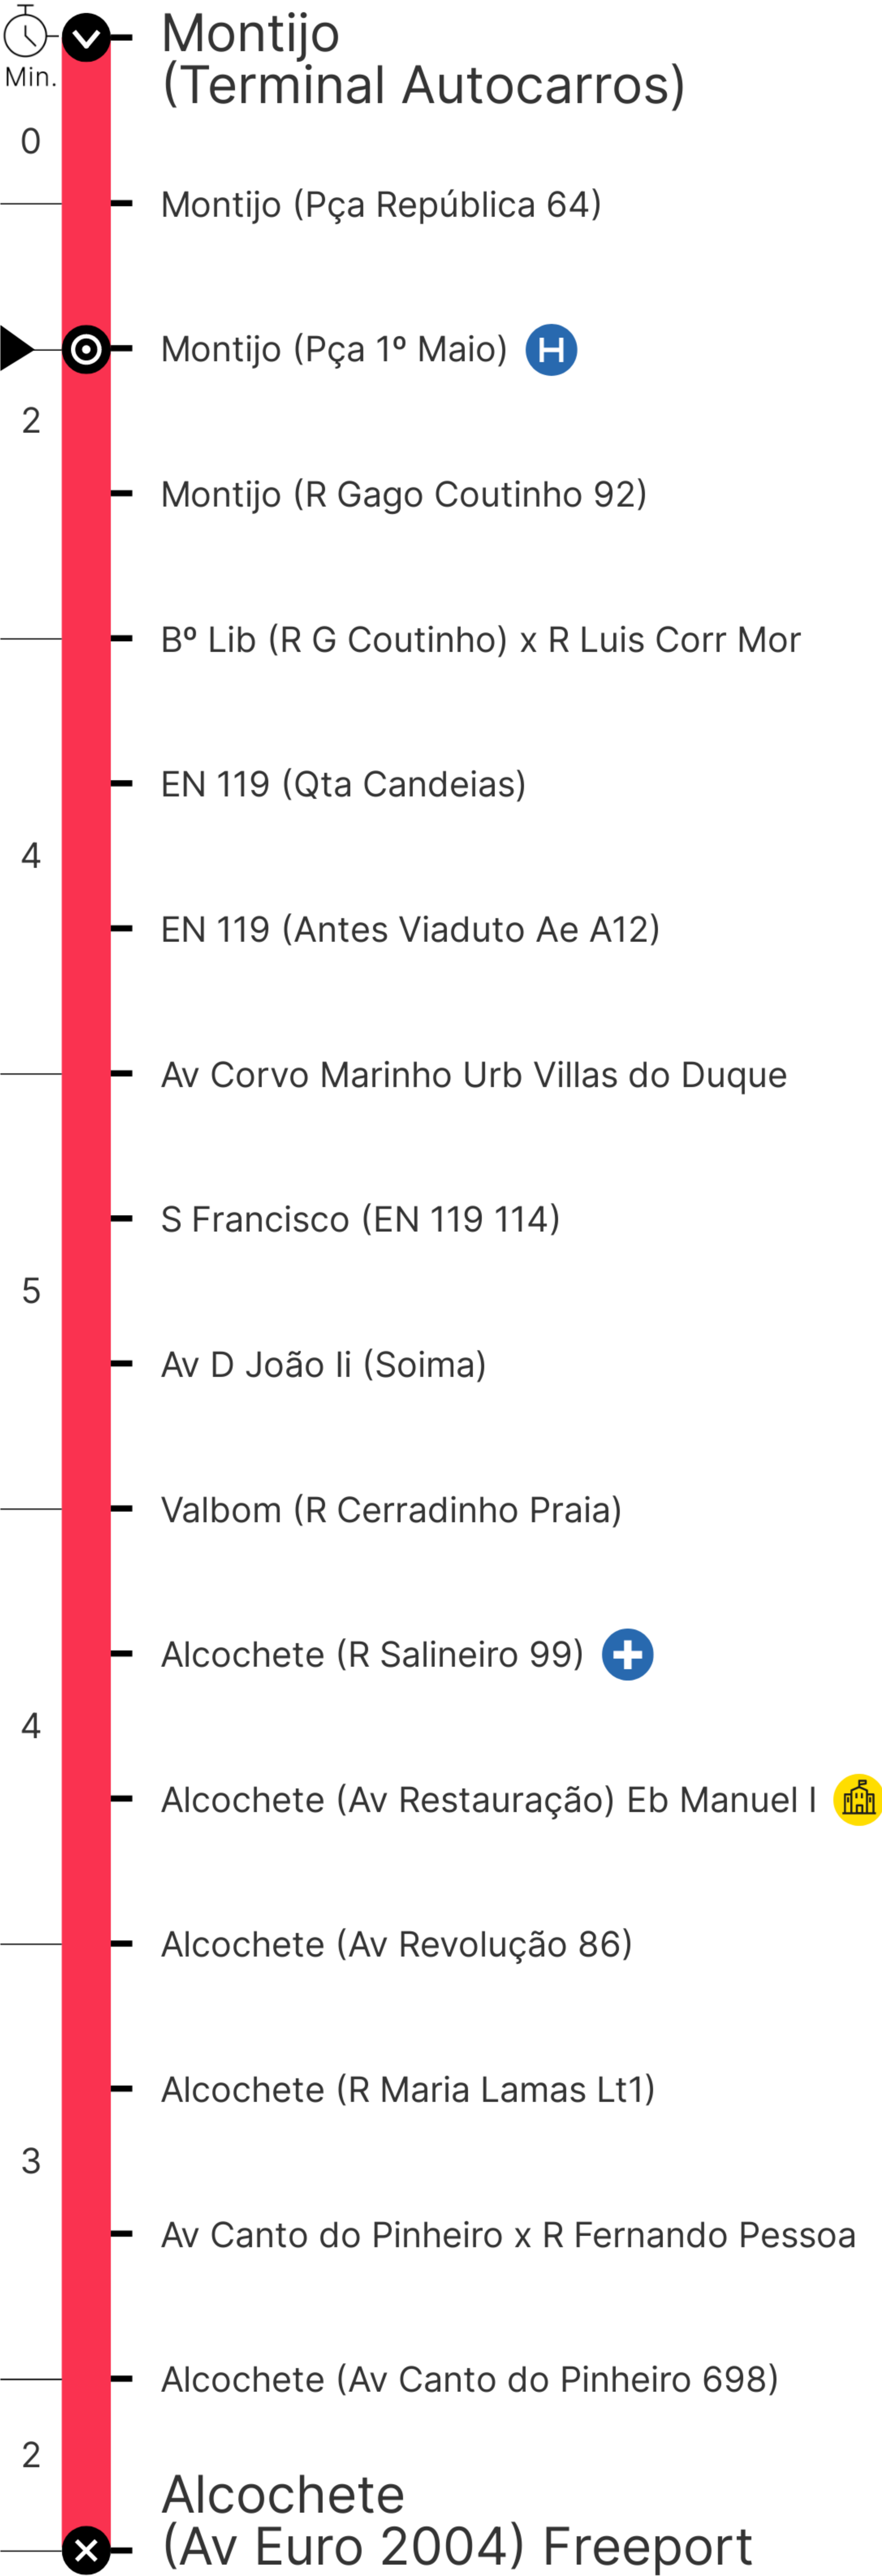 Montijo
(Terminal Autocarros)
Min.
0
Montijo (Pça República 64)
Montijo (Pça 1º Maio) H
2
Montijo (R Gago Coutinho 92)
Bº Lib (R G Coutinho) x R Luis Corr Mor
EN 119 (Qta Candeias)
4
EN 119 (Antes Viaduto Ae A12)
Av Corvo Marinho Urb Villas do Duque
S Francisco (EN 119 114)
5
Av D João Ii (Soima)
Valbom (R Cerradinho Praia)
Alcochete (R Salineiro 99)
4
Alcochete (Av Restauração) Eb Manuel I
Alcochete (Av Revolução 86)
Alcochete (R Maria Lamas Lt1)
3
Av Canto do Pinheiro x R Fernando Pessoa
Alcochete (Av Canto do Pinheiro 698)
2
Alcochete
(Av Euro 2004) Freeport